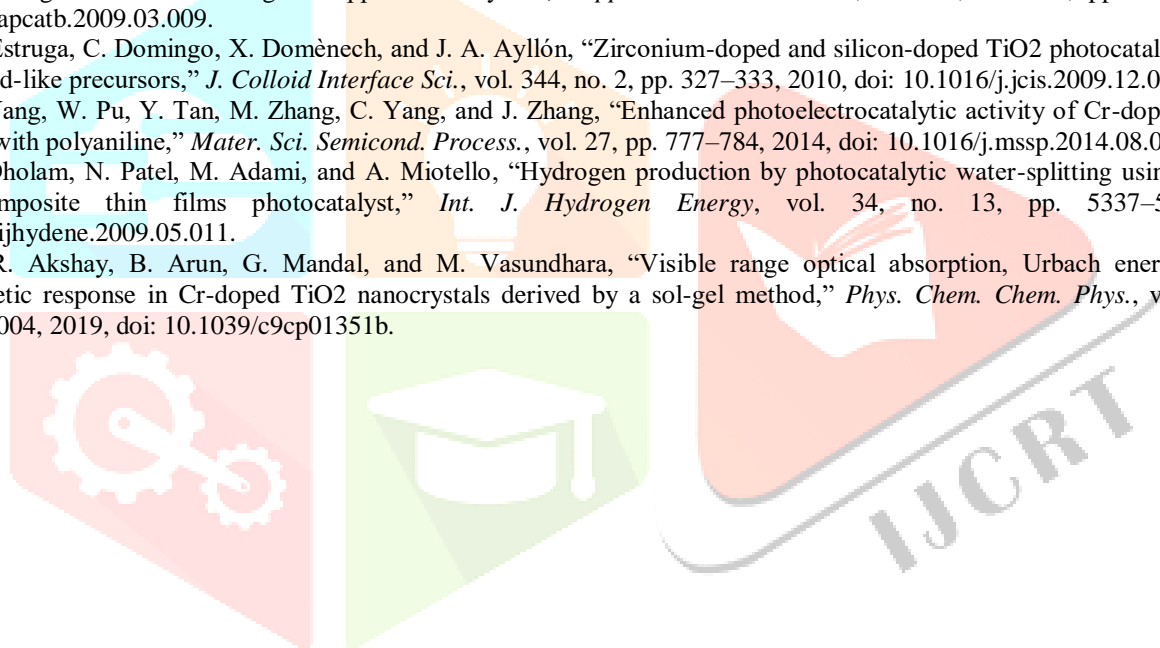 apcatb.2009.03.009.
Estruga, C. Domingo, X. Domènech, and J. A. Ayllón, “Zirconium-doped and silicon-doped TiO2 photocatal
d-like precursors,” J. Colloid Interface Sci., vol. 344, no. 2, pp. 327–333, 2010, doi: 10.1016/j.jcis.2009.12.0
ang, W. Pu, Y. Tan, M. Zhang, C. Yang, and J. Zhang, “Enhanced photoelectrocatalytic activity of Cr-dop
with polyaniline,” Mater. Sci. Semicond. Process., vol. 27, pp. 777–784, 2014, doi: 10.1016/j.mssp.2014.08.0
Dholam, N. Patel, M. Adami, and A. Miotello, “Hydrogen production by photocatalytic water-splitting usin
mposite thin films photocatalyst,” Int. J. Hydrogen Energy, vol. 34, no. 13, pp. 5337–5
ijhydene.2009.05.011.
R. Akshay, B. Arun, G. Mandal, and M. Vasundhara, “Visible range optical absorption, Urbach ener
etic response in Cr-doped TiO2 nanocrystals derived by a sol-gel method,” Phys. Chem. Chem. Phys., v
004, 2019, doi: 10.1039/c9cp01351b.
IJCRT